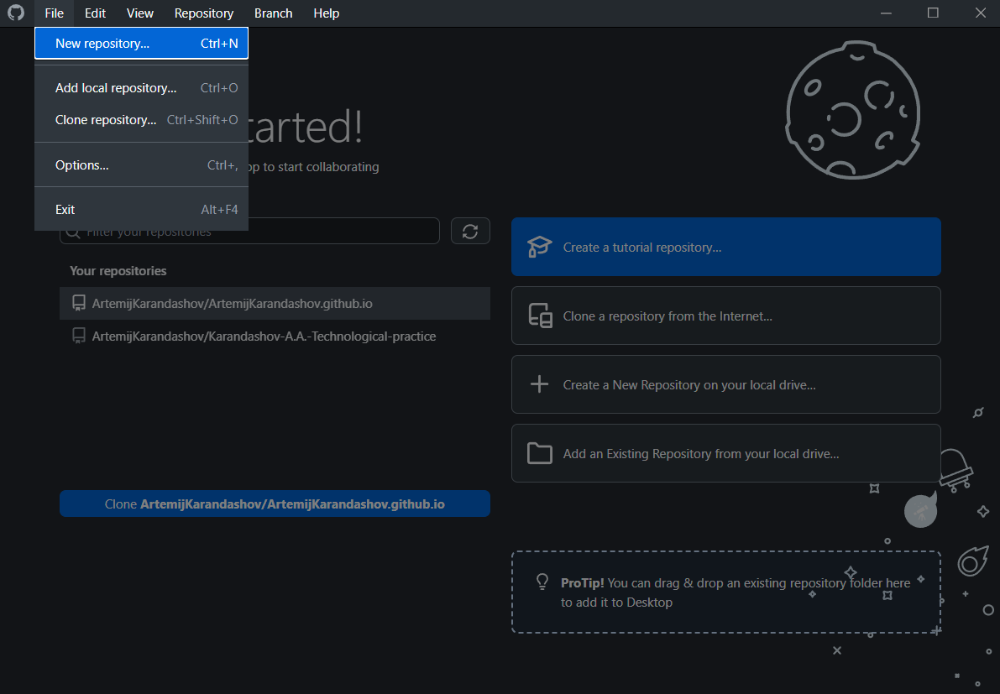 File Edit View Repository Branch Help
New repository... Ctrl+N
Add local repository... Ctrl+O
Clone repository... Ctrl+Shift+O
Options... Ctrl+,
Exit Alt+F4
tarted!
pp to start collaborating
Filter your repositories
Your repositories
ArtemijKarandashov/ArtemijKarandashov.github.io
ArtemijKarandashov/Karandashov-A.A.-Technological-practice
Clone ArtemijKarandashov/ArtemijKarandashov.github.io
Create a tutorial repository...
Clone a repository from the Internet...
Create a New Repository on your local drive...
Add an Existing Repository from your local drive...
ProTip! You can drag & drop an existing repository folder here
to add it to Desktop